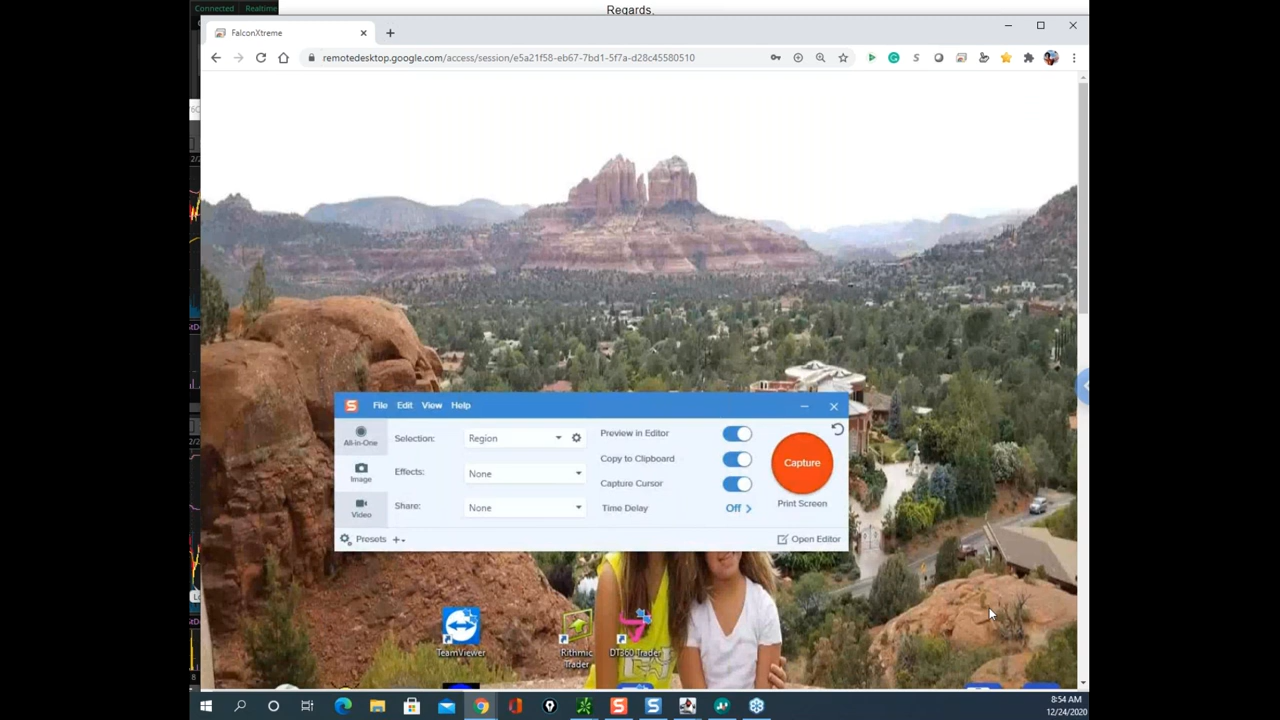 Connected Realtime
Regards,
FalconXtreme
remotedesktop.google.com/access/session/e5a21f58-eb67-7bd1-5f7a-d28c45580510
File Edit View Help
All-in-One
Image
Video
Selection: Region
Effects: None
Share: None
Preview in Editor
Copy to Clipboard
Capture Cursor
Time Delay Off
Capture
Print Screen
Presets
Open Editor
TeamViewer
Rithmic Trader
DT360 Trader
8:54 AM
12/24/2020